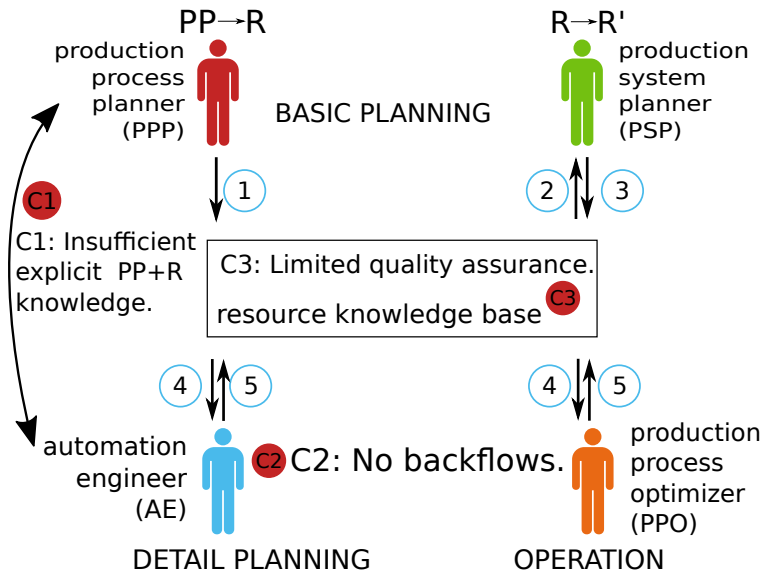 PP→R
production
process
planner
(PPP)
BASIC PLANNING
R→R'
production
system
planner
(PSP)
1
2
3
C1
C1: Insufficient
explicit PP+R
knowledge.
C3: Limited quality assurance.
resource knowledge base
C3
4
5
4
5
automation
engineer
(AE)
C2
C2: No backflows.
production
process
optimizer
(PPO)
DETAIL PLANNING
OPERATION